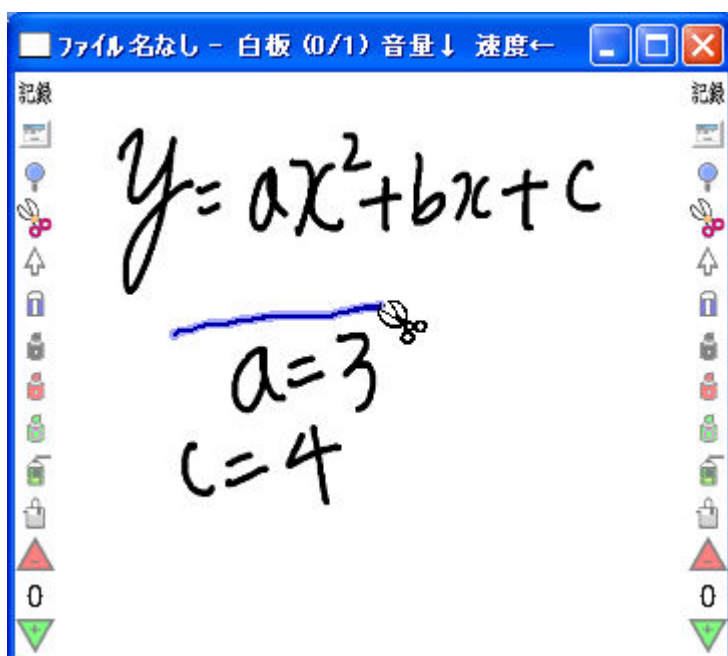 ファイル名なし - 白板 (0/1) 音量↓ 速度←
記録 記録
y=ax²+bx+c
a=3
c=4
0 0